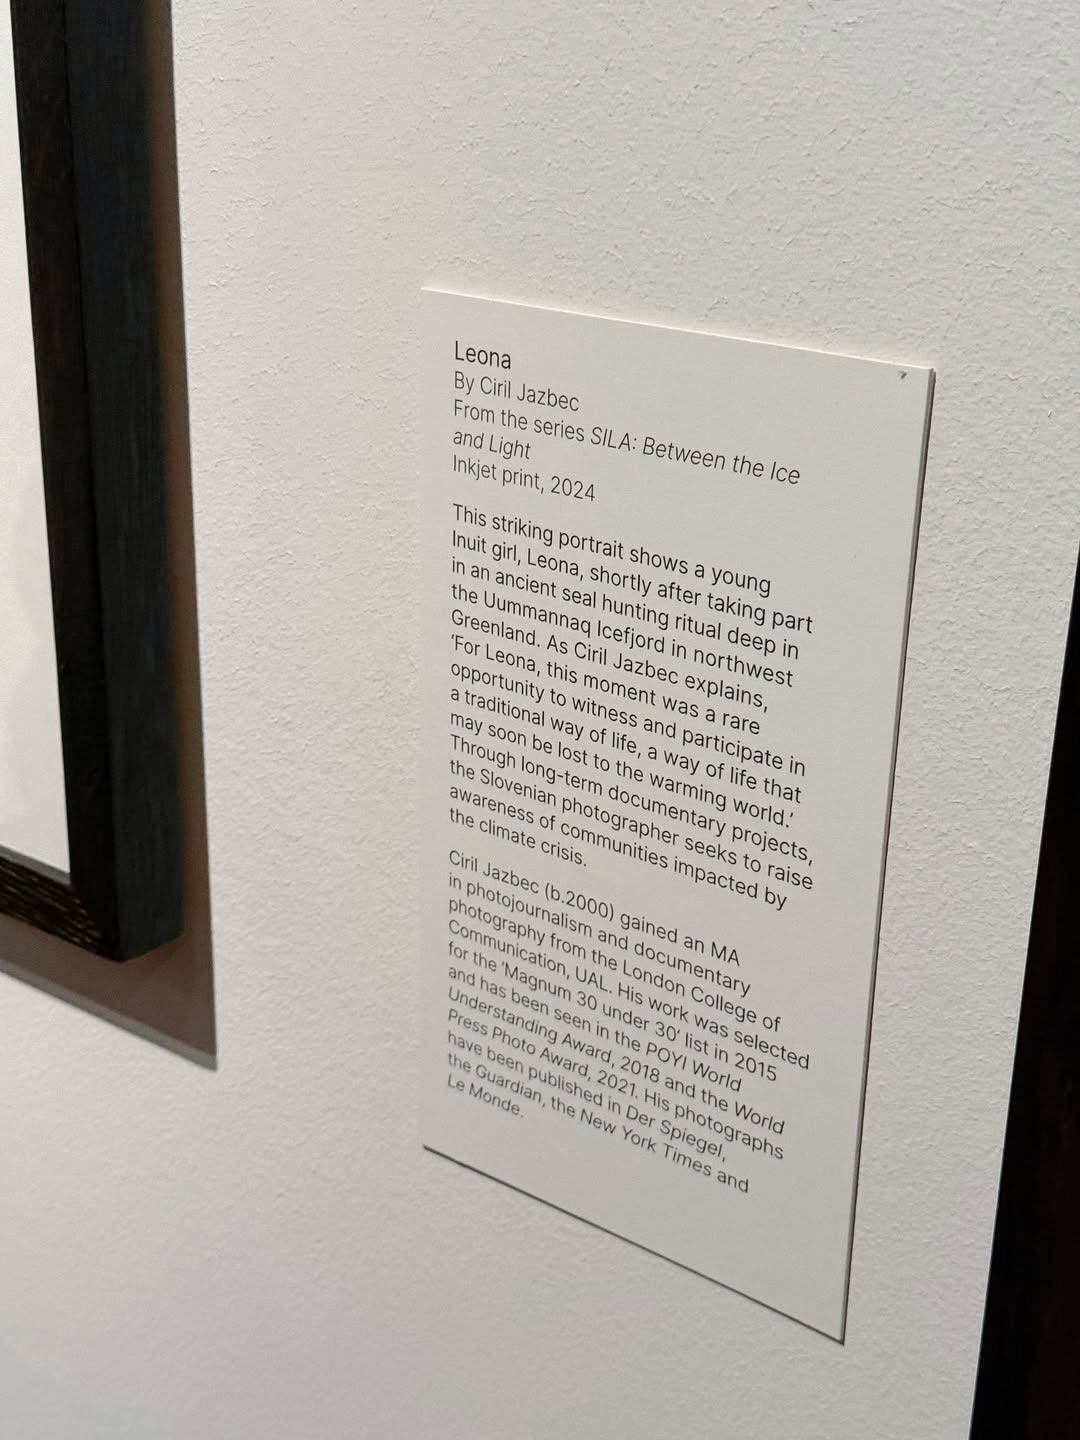 Leona
By Ciril Jazbec
From the series SILA: Between the Ice
and Light
Inkjet print, 2024
This striking portrait shows a young
Inuit girl, Leona, shortly after taking part
in an ancient seal hunting ritual deep in
the Uummannaq Icefjord in northwest
Greenland. As Ciril Jazbec explains,
‘For Leona, this moment was a rare
opportunity to witness and participate in
a traditional way of life, a way of life that
may soon be lost to the warming world.’
Through long-term documentary projects,
the Slovenian photographer seeks to raise
awareness of communities impacted by
the climate crisis.
Ciril Jazbec (b.2000) gained an MA
in photojournalism and documentary
photography from the London College of
Communication, UAL. His work was selected
for the ‘Magnum 30 under 30’ list in 2015
and has been seen in the POYI World
Understanding Award, 2018 and the World
Press Photo Award, 2021. His photographs
have been published in Der Spiegel,
the Guardian, the New York Times and
Le Monde.